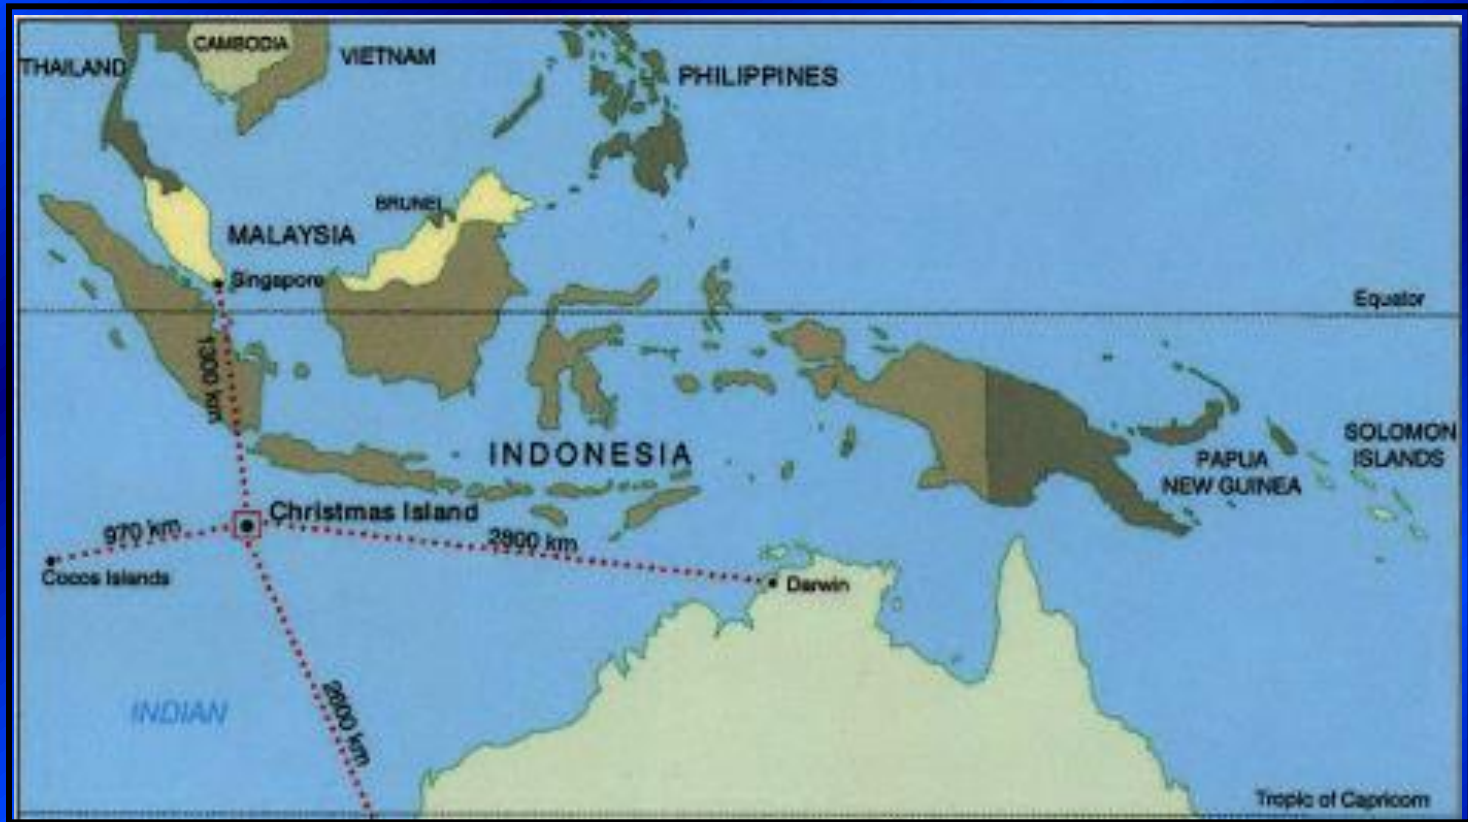 CAMBODIA
THAILAND
VIETNAM
PHILIPPINES
BRUNEI
MALAYSIA
Singapore
Equator
1300 km
INDONESIA
SOLOMON
ISLANDS
PAPUA
NEW GUINEA
Christmas Island
970 km
2800 km
Cocos Islands
Darwin
INDIAN
2600 km
Tropic of Capricorn